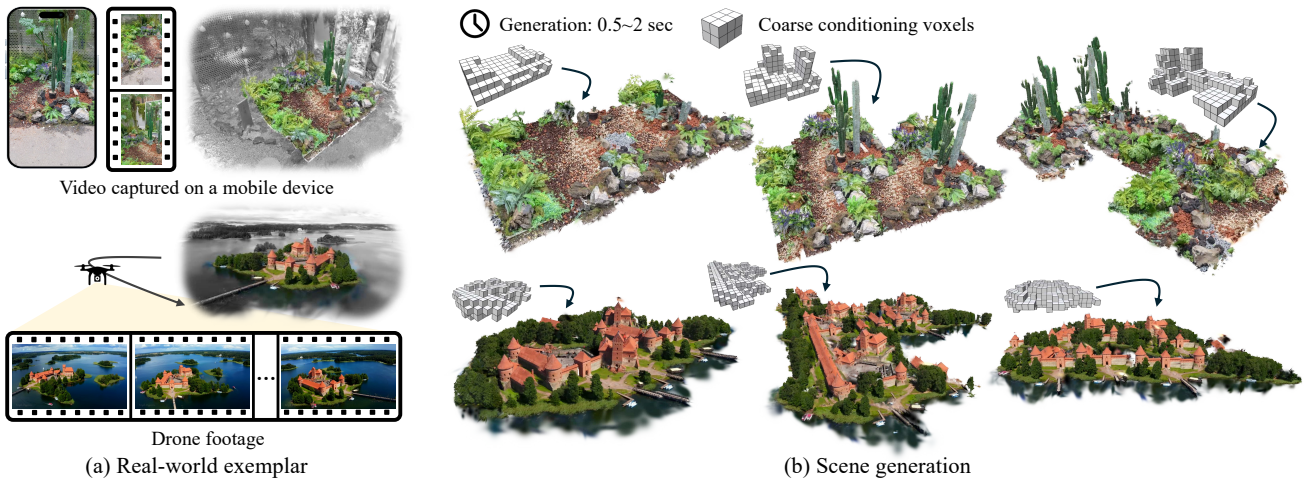 Generation: 0.5~2 sec
Coarse conditioning voxels
Video captured on a mobile device
Drone footage
(a) Real-world exemplar
(b) Scene generation